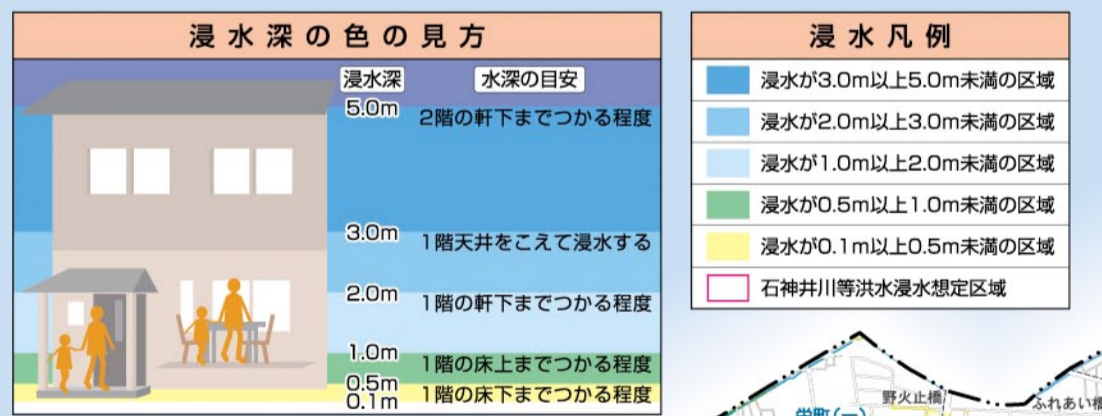 浸水深の色の見方
浸水深 水深の目安
5.0m 2階の軒下までつかる程度
3.0m 1階天井をこえて浸水する
2.0m 1階の軒下までつかる程度
1.0m 1階の床上までつかる程度
0.5m 1階の床下までつかる程度
0.1m
浸水凡例
浸水が3.0m以上5.0m未満の区域
浸水が2.0m以上3.0m未満の区域
浸水が1.0m以上2.0m未満の区域
浸水が0.5m以上1.0m未満の区域
浸水が0.1m以上0.5m未満の区域
石神井川等洪水浸水想定区域
野火止橋
ふれあい橋
栄町(一)